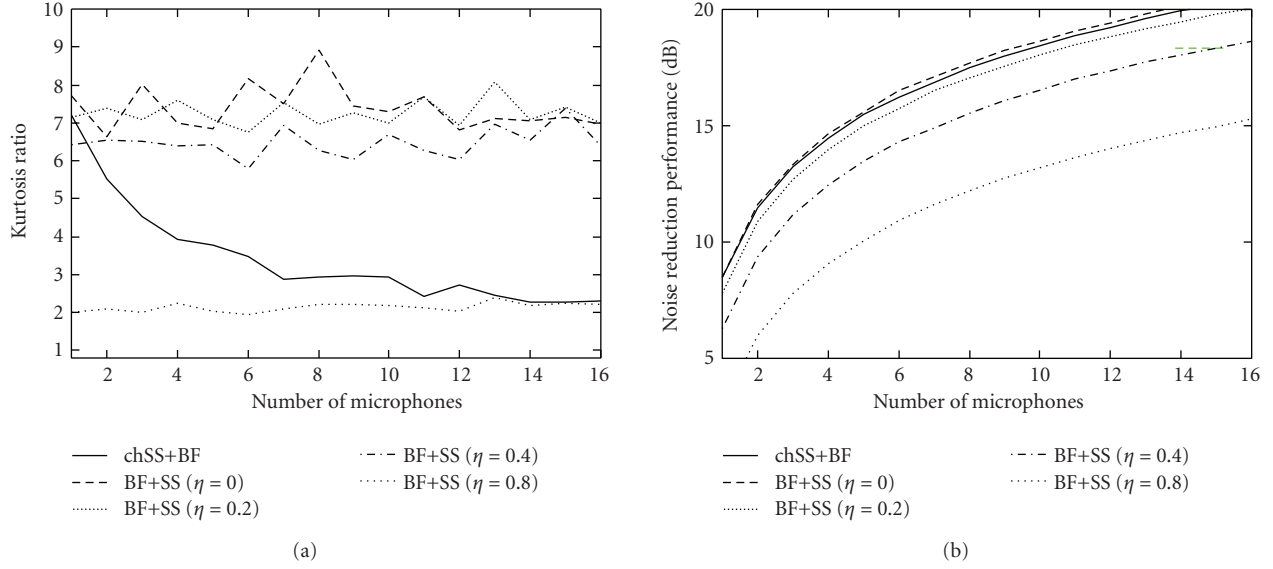 10
9
8
7
6
5
4
3
2
1
Kurtosis ratio
2 4 6 8 10 12 14 16
Number of microphones
chSS+BF
BF+SS (η = 0)
BF+SS (η = 0.2)
BF+SS (η = 0.4)
BF+SS (η = 0.8)
(a)
20
15
10
5
Noise reduction performance (dB)
2 4 6 8 10 12 14 16
Number of microphones
chSS+BF
BF+SS (η = 0)
BF+SS (η = 0.2)
BF+SS (η = 0.4)
BF+SS (η = 0.8)
(b)